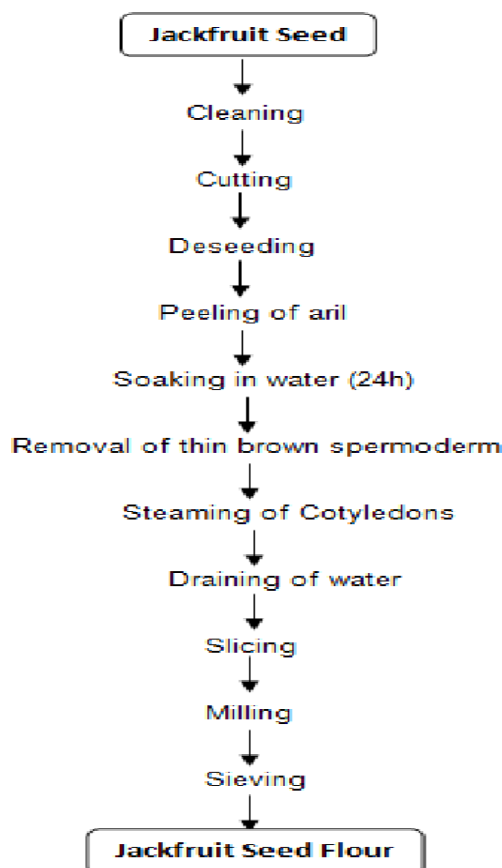 Jackfruit Seed
Cleaning
Cutting
Deseeding
Peeling of aril
Soaking in water (24h)
Removal of thin brown spermoderm
Steaming of Cotyledons
Draining of water
Slicing
Milling
Sieving
Jackfruit Seed Flour